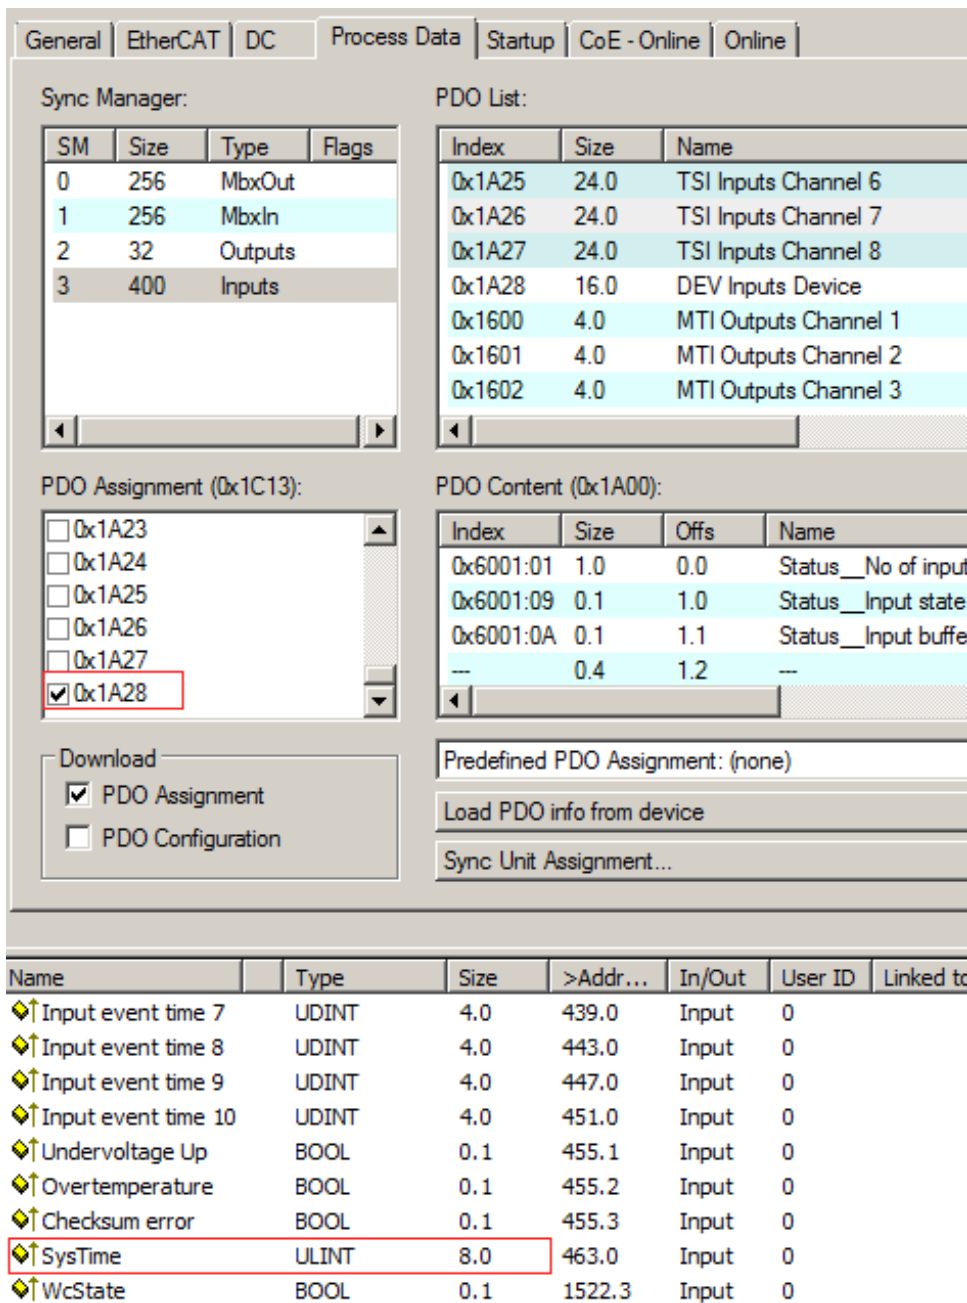 General EtherCAT DC Process Data Startup CoE - Online Online
Sync Manager:
SM Size Type Flags
0 256 MbxOut
1 256 MbxIn
2 32 Outputs
3 400 Inputs
PDO List:
Index Size Name
0x1A25 24.0 TSI Inputs Channel 6
0x1A26 24.0 TSI Inputs Channel 7
0x1A27 24.0 TSI Inputs Channel 8
0x1A28 16.0 DEV Inputs Device
0x1600 4.0 MTI Outputs Channel 1
0x1601 4.0 MTI Outputs Channel 2
0x1602 4.0 MTI Outputs Channel 3
PDO Assignment (0x1C13):
0x1A23
0x1A24
0x1A25
0x1A26
0x1A27
0x1A28
PDO Content (0x1A00):
Index Size Offs Name
0x6001:01 1.0 0.0 Status__No of input
0x6001:09 0.1 1.0 Status__Input state
0x6001:0A 0.1 1.1 Status__Input buffe
--- 0.4 1.2 ---
Download
PDO Assignment
PDO Configuration
Predefined PDO Assignment: (none)
Load PDO info from device
Sync Unit Assignment...
Name Type Size >Addr... In/Out User ID Linked to
Input event time 7 UDINT 4.0 439.0 Input 0
Input event time 8 UDINT 4.0 443.0 Input 0
Input event time 9 UDINT 4.0 447.0 Input 0
Input event time 10 UDINT 4.0 451.0 Input 0
Undervoltage Up BOOL 0.1 455.1 Input 0
Overtemperature BOOL 0.1 455.2 Input 0
Checksum error BOOL 0.1 455.3 Input 0
SysTime ULINT 8.0 463.0 Input 0
WcState BOOL 0.1 1522.3 Input 0